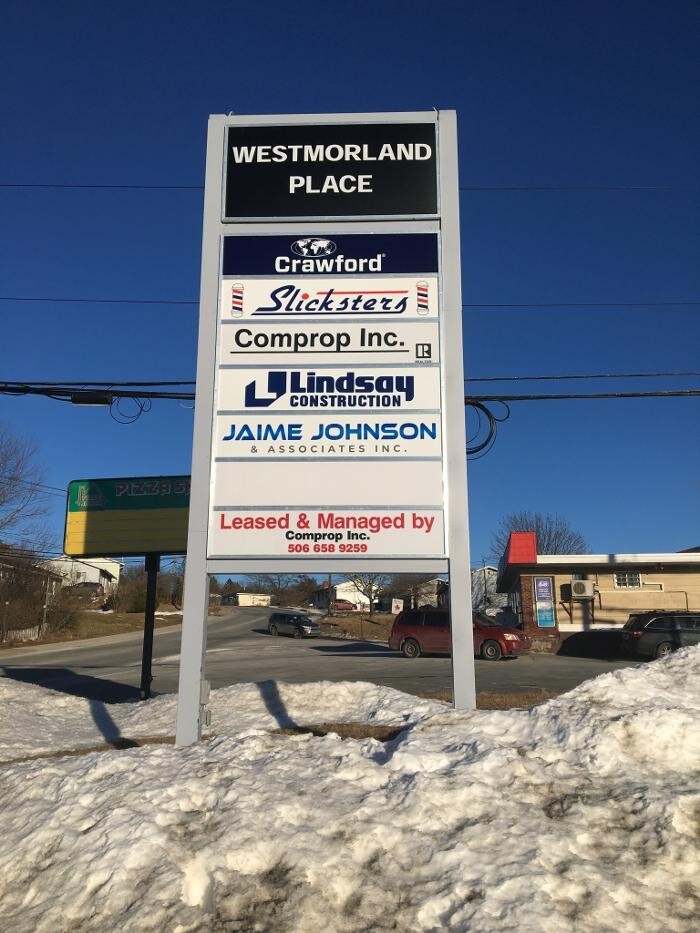 WESTMORLAND
PLACE
Crawford
Slicksters
Comprop Inc.
Lindsay
CONSTRUCTION
JAIME JOHNSON
& ASSOCIATES INC.
Leased & Managed by
Comprop Inc.
506 658 9259
PIZZA